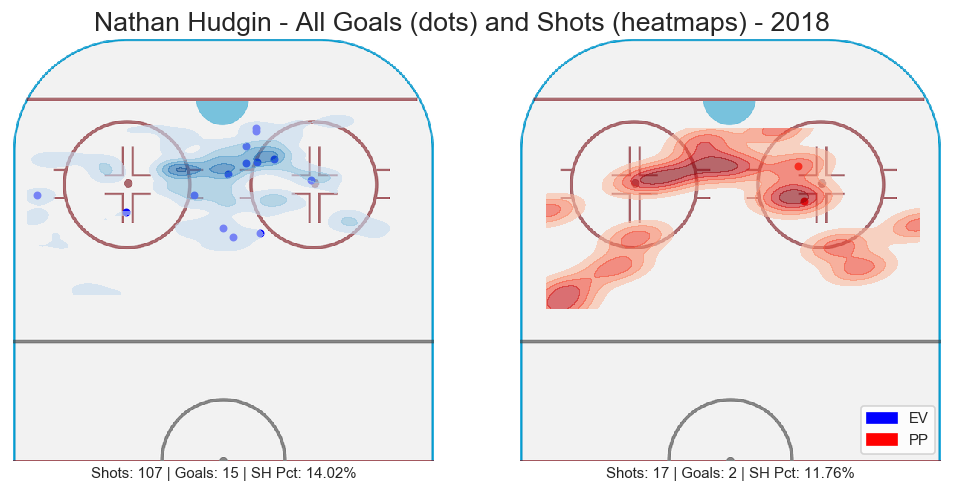 Nathan Hudgin - All Goals (dots) and Shots (heatmaps) - 2018
EV
PP
Shots: 107 | Goals: 15 | SH Pct: 14.02%
Shots: 17 | Goals: 2 | SH Pct: 11.76%